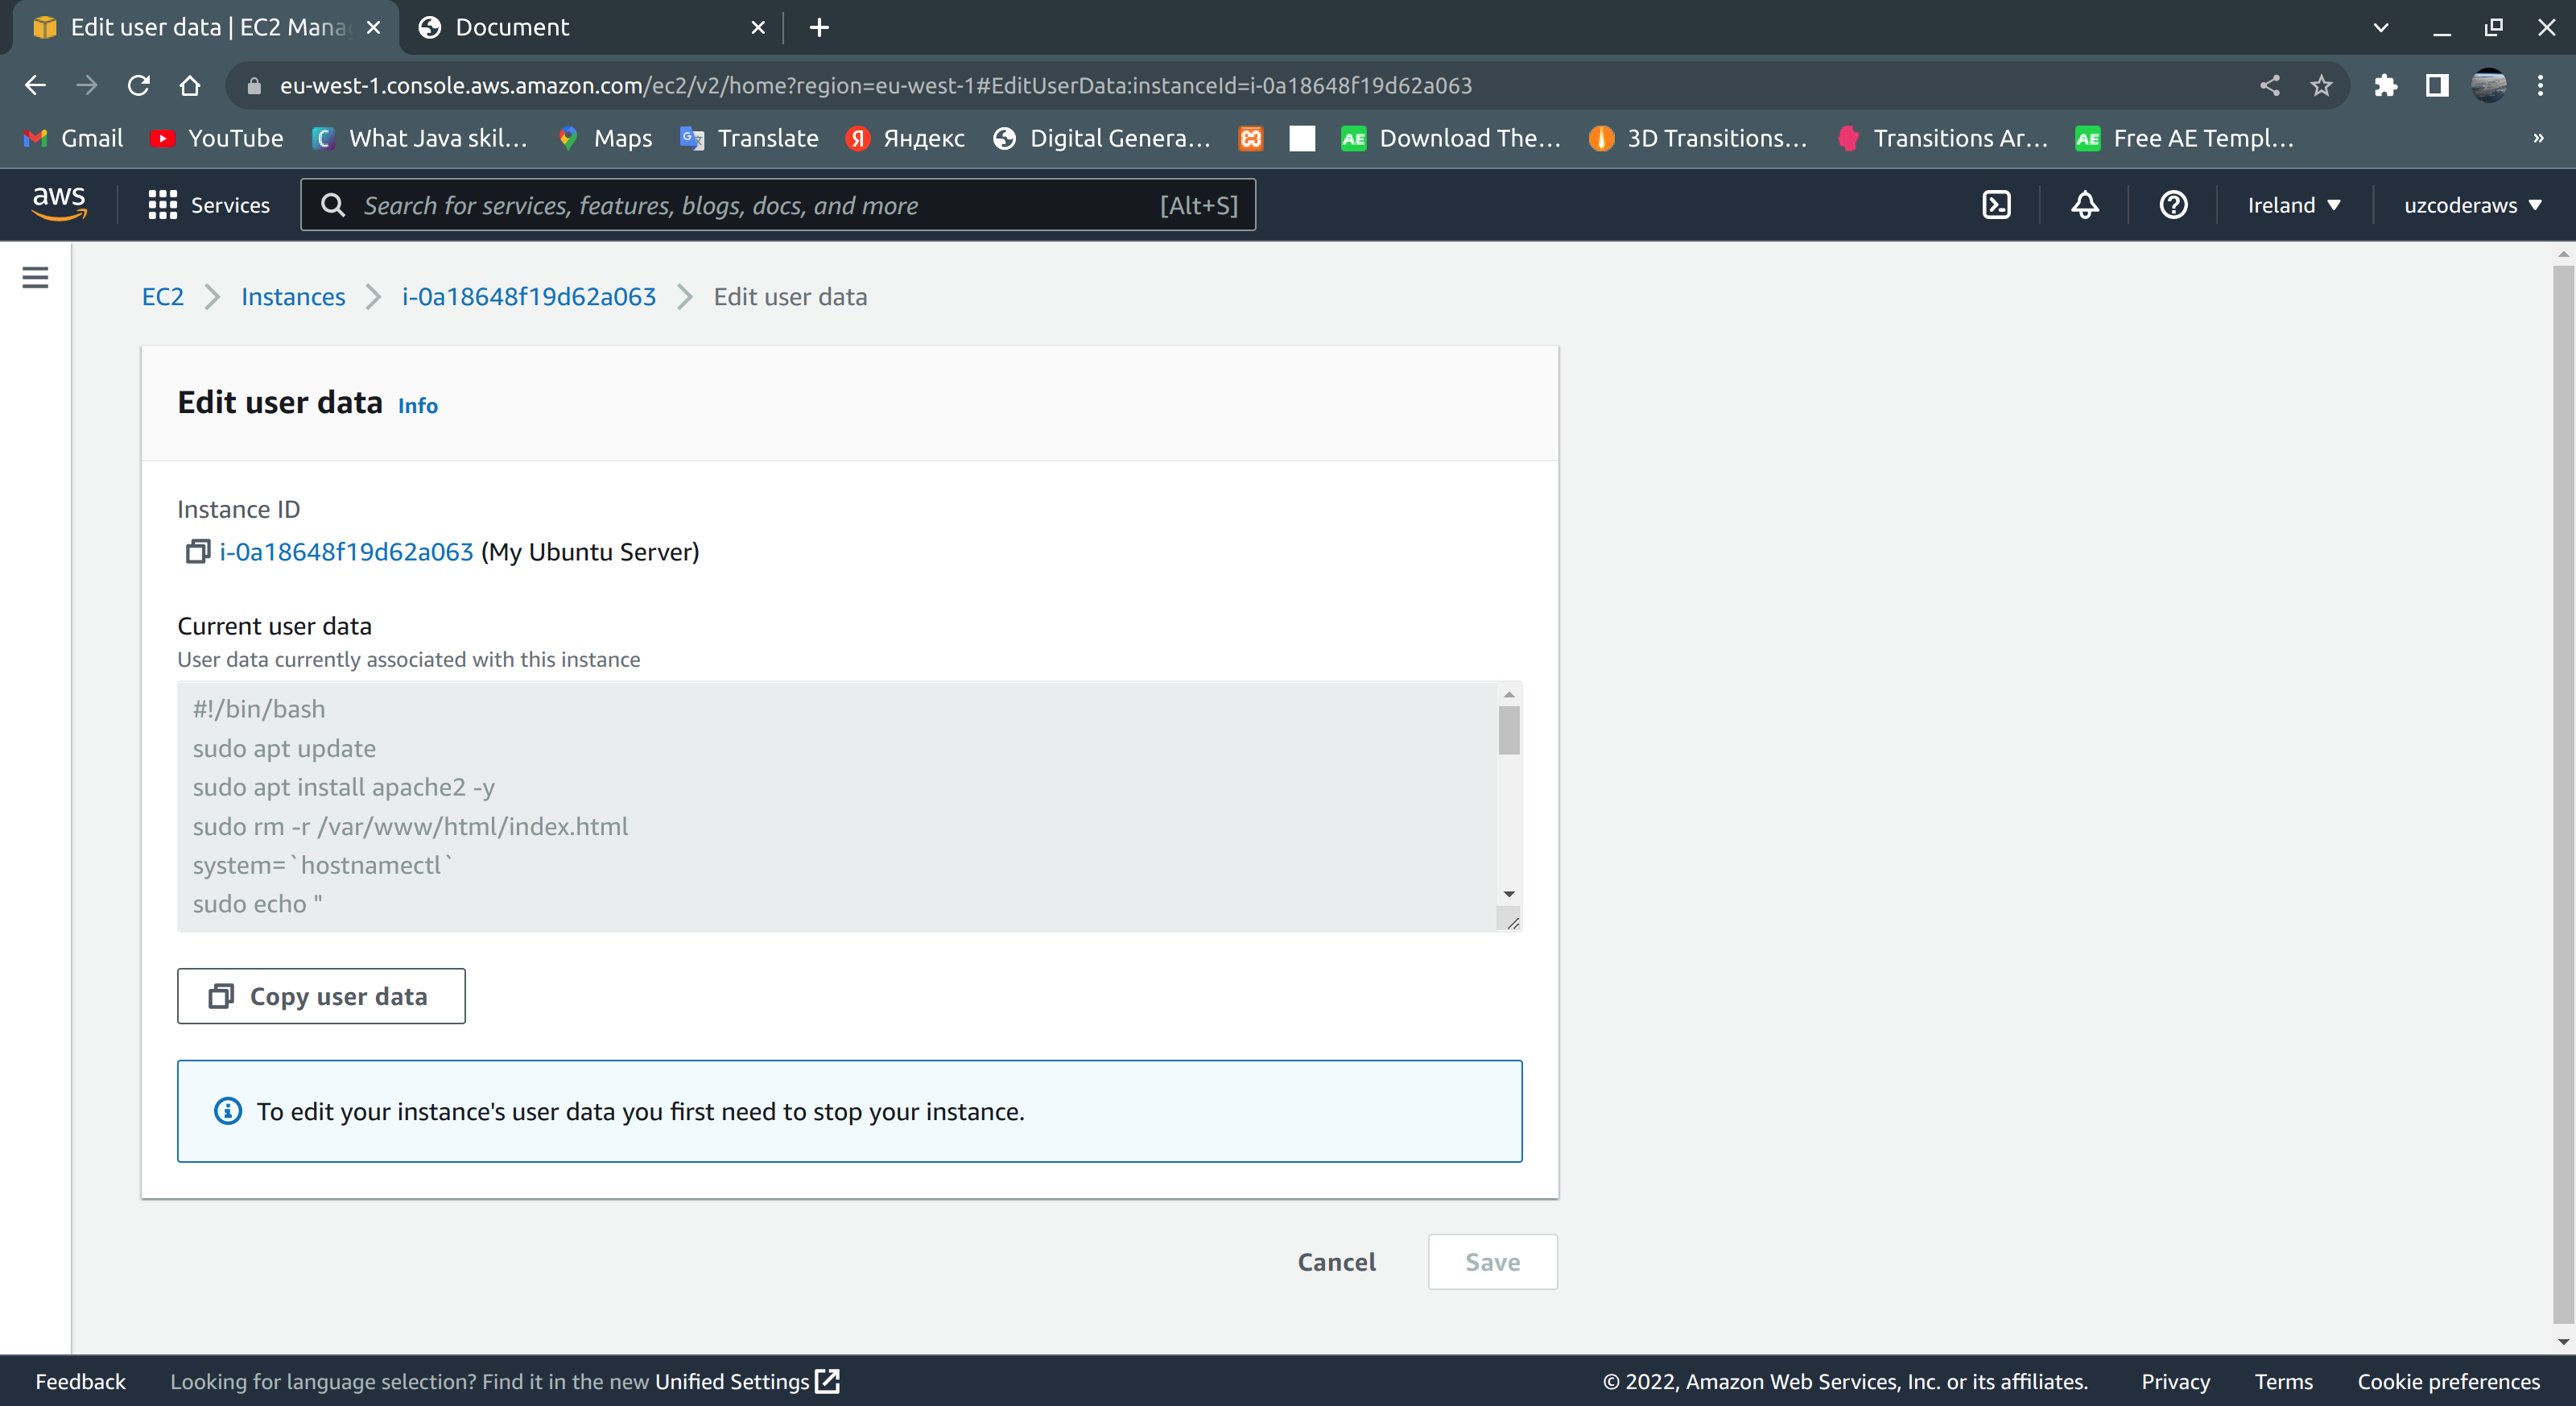 Edit user data | EC2 Mana
Document
eu-west-1.console.aws.amazon.com/ec2/v2/home?region=eu-west-1#EditUserData:instanceId=i-0a18648f19d62a063
Gmail
YouTube
What Java skil...
Maps
Translate
Яндекс
Digital Genera...
AE Download The...
3D Transitions...
Transitions Ar...
AE Free AE Templ...
»
aws
Services
Search for services, features, blogs, docs, and more
[Alt+S]
Ireland
uzcoderaws
EC2
Instances
i-0a18648f19d62a063
Edit user data
Edit user data Info
Instance ID
i-0a18648f19d62a063 (My Ubuntu Server)
Current user data
User data currently associated with this instance
#!/bin/bash
sudo apt update
sudo apt install apache2 -y
sudo rm -r /var/www/html/index.html
system=`hostnamectl`
sudo echo "
Copy user data
To edit your instance's user data you first need to stop your instance.
Cancel
Save
Feedback
Looking for language selection? Find it in the new Unified Settings
© 2022, Amazon Web Services, Inc. or its affiliates.
Privacy
Terms
Cookie preferences